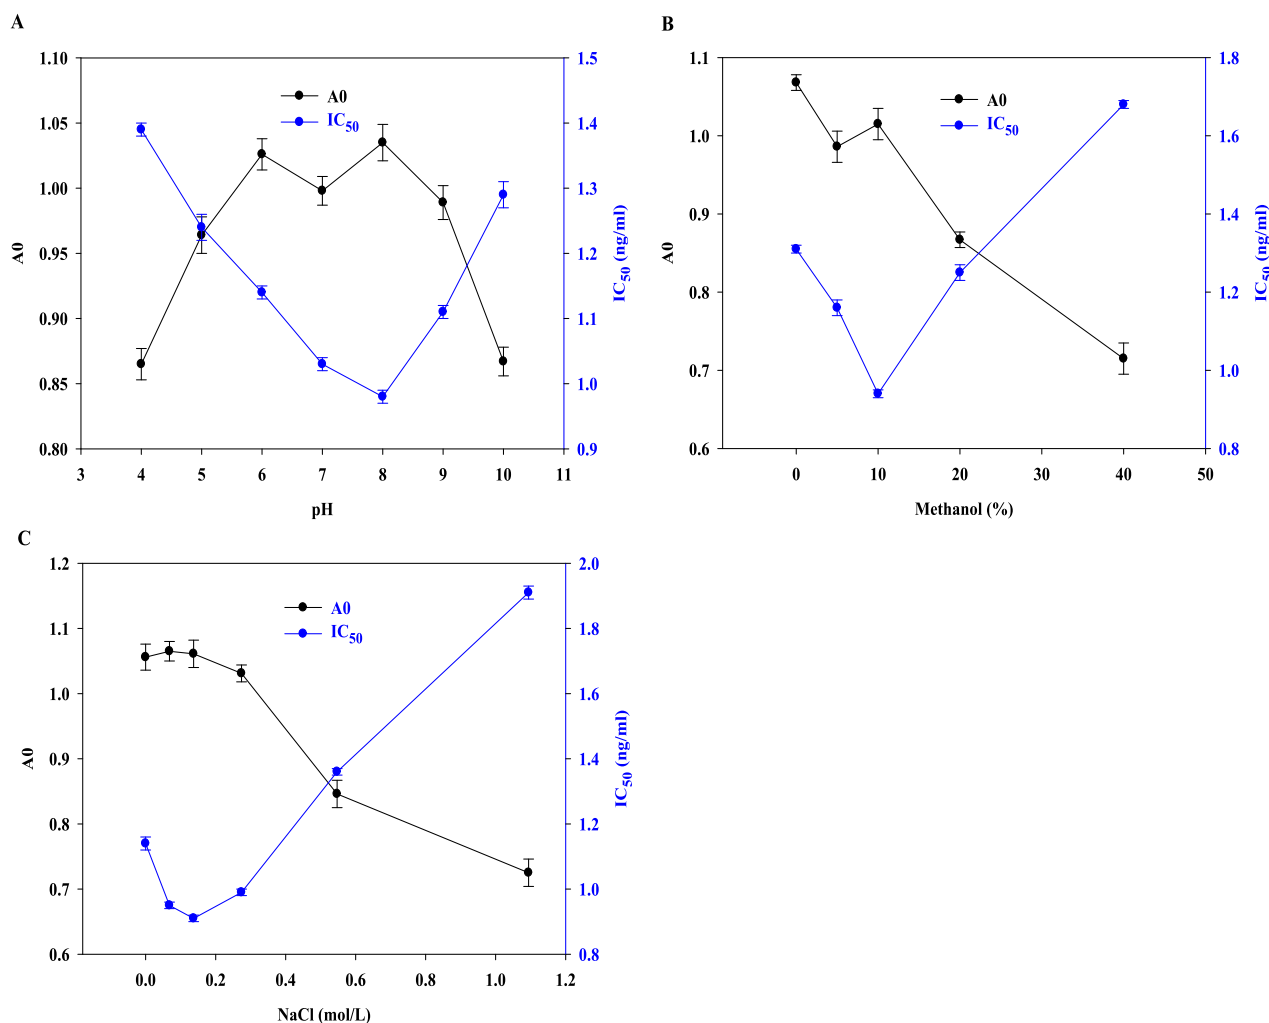 A
1.10
1.05
1.00
0.95
0.90
0.85
0.80
A0
1.5
1.4
1.3
1.2
1.1
1.0
0.9
IC50 (ng/ml)
A0
IC50
3 4 5 6 7 8 9 10 11
pH
B
1.1
1.0
0.9
0.8
0.7
0.6
A0
1.8
1.6
1.4
1.2
1.0
0.8
IC50 (ng/ml)
A0
IC50
0 10 20 30 40 50
Methanol (%)
C
1.2
1.1
1.0
0.9
0.8
0.7
0.6
A0
2.0
1.8
1.6
1.4
1.2
1.0
0.8
IC50 (ng/ml)
A0
IC50
0.0 0.2 0.4 0.6 0.8 1.0 1.2
NaCl (mol/L)